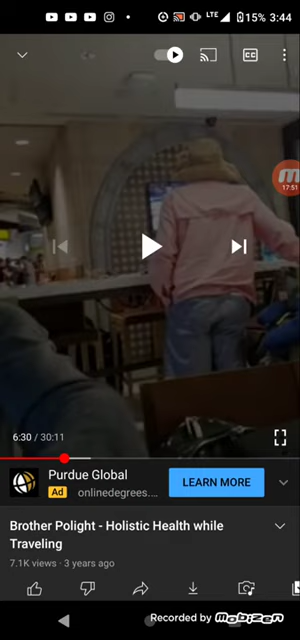 LTE 15% 3:44
CC
17:51
6:30 / 30:11
Purdue Global
Ad onlinedegrees....
LEARN MORE
Brother Polight - Holistic Health while
Traveling
7.1K views · 3 years ago
Recorded by Mobizen